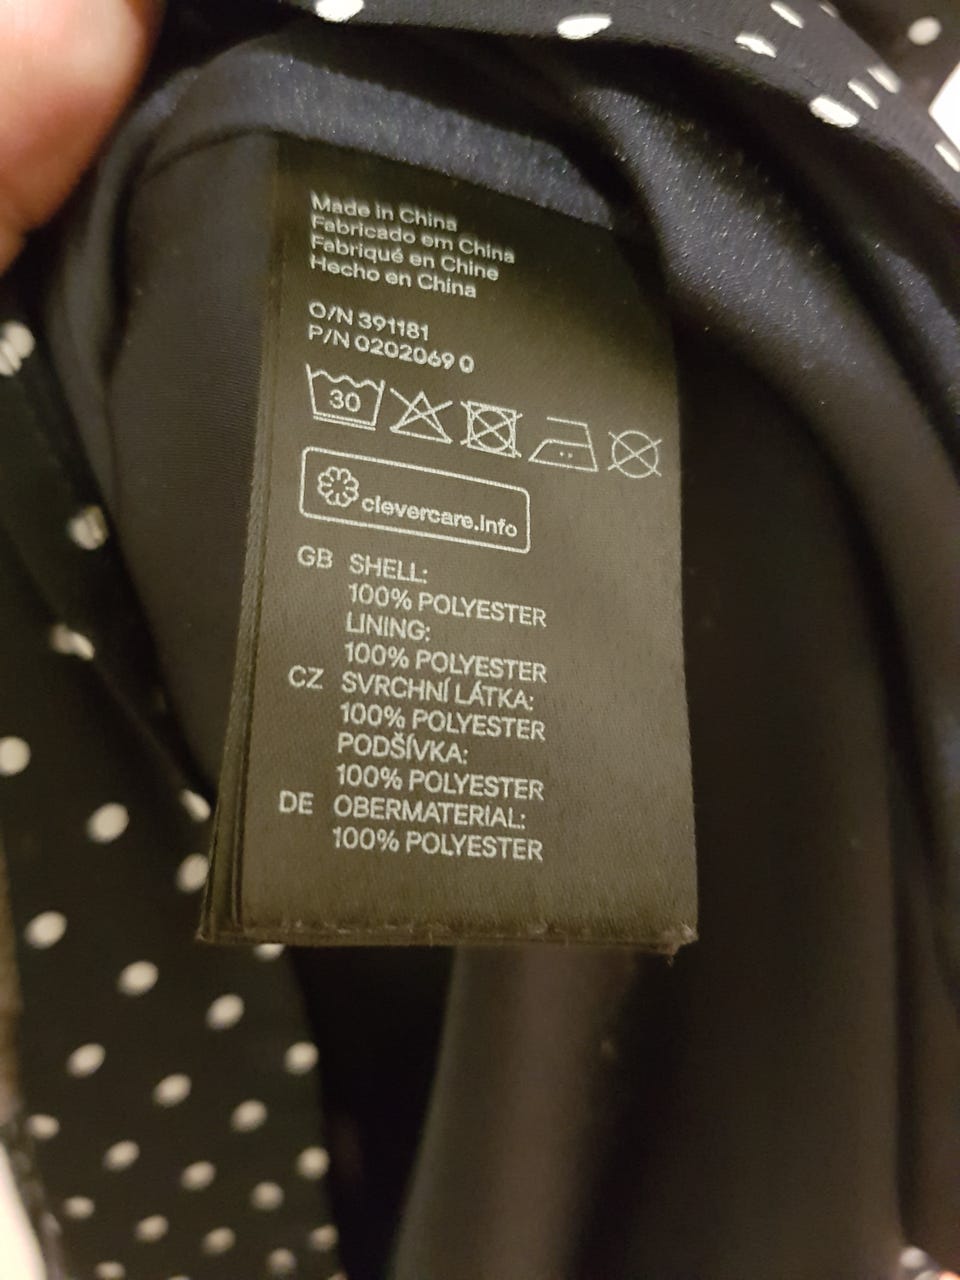 Made in China
Fabricado em China
Fabriqué en Chine
Hecho en China
O/N 391181
P/N 0202069 0
30
clevercare.info
GB SHELL:
100% POLYESTER
LINING:
100% POLYESTER
CZ SVRCHNÍ LÁTKA:
100% POLYESTER
PODŠÍVKA:
100% POLYESTER
DE OBERMATERIAL:
100% POLYESTER